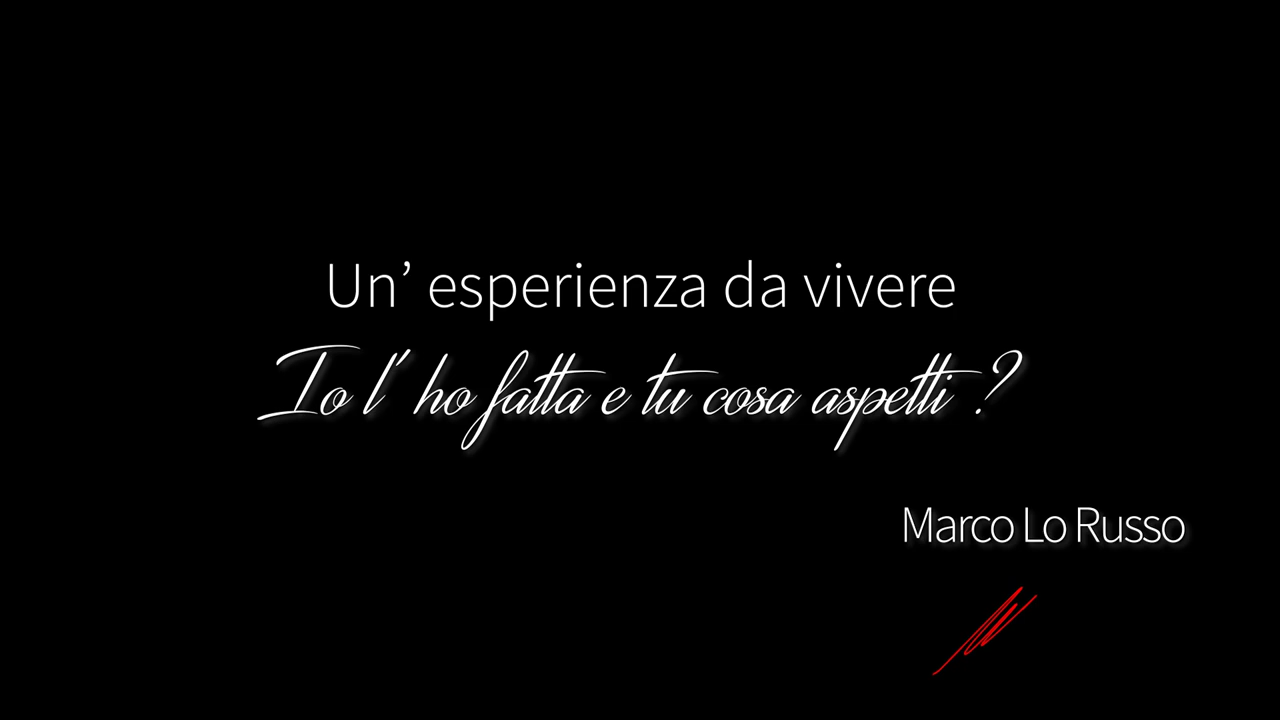 Un’ esperienza da vivere
Io l’ ho fatta e tu cosa aspetti ?
Marco Lo Russo